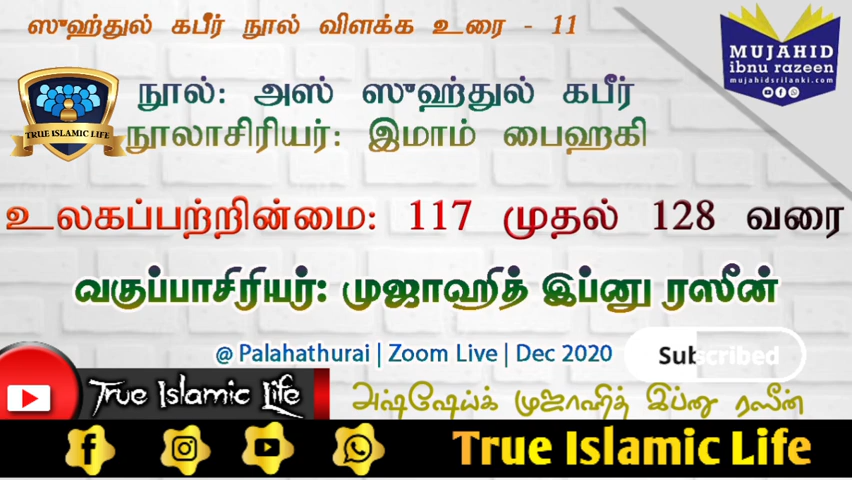 ஸுஹ்துல் கபீர் நூல் விளக்க உரை - 11
MUJAHID
ibnu razeen
mujahidsrilanki.com
TRUE ISLAMIC LIFE
நூல்: அஸ் ஸுஹ்துல் கபீர்
நூலாசிரியர்: இமாம் பைஹகி
உலகப்பற்றின்மை: 117 முதல் 128 வரை
வகுப்பாசிரியர்: முஜாஹித் இப்னு ரஸீன்
@ Palahathurai | Zoom Live | Dec 2020
Subscribed
True Islamic Life
அஷ்ஷேய்க் முஜாஹித் இப்னு ரஸீன்
True Islamic Life